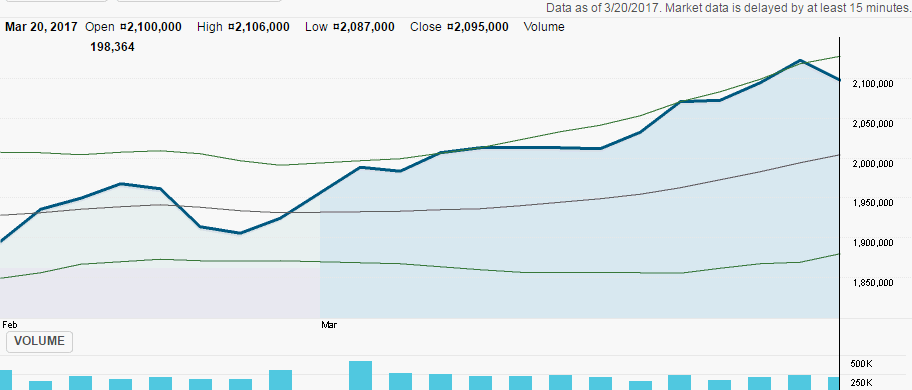 Data as of 3/20/2017. Market data is delayed by at least 15 minutes.
Mar 20, 2017 Open ¤2,100,000 High ¤2,106,000 Low ¤2,087,000 Close ¤2,095,000 Volume
198,364
2,100,000
2,050,000
2,000,000
1,950,000
1,900,000
1,850,000
Feb Mar
VOLUME
500K
250K